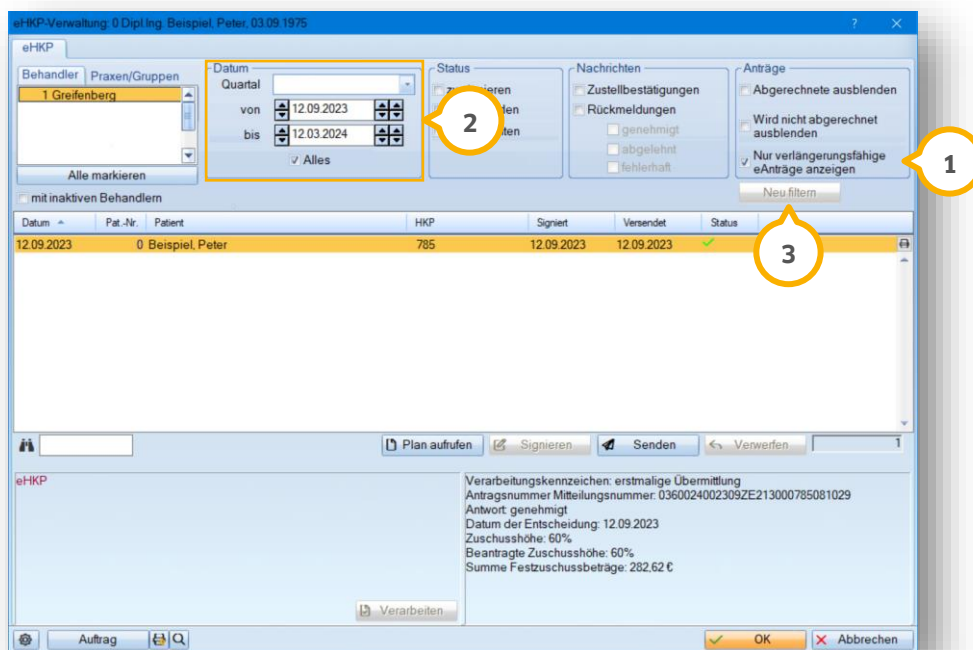 eHKP-Verwaltung: 0 Dipl.Ing. Beispiel, Peter, 03.09.1975
? ×
eHKP
Behandler Praxen/Gruppen
1 Greifenberg
Alle markieren
mit inaktiven Behandlern
Datum
Quartal
von 12.09.2023
bis 12.03.2024
Alles
2
Status
Nachrichten
Zustellbestätigungen
Rückmeldungen
genehmigt
abgelehnt
fehlerhaft
Anträge
Abgerechnete ausblenden
Wird nicht abgerechnet
ausblenden
Nur verlängerungsfähige
eAnträge anzeigen
1
Neu filtern
3
Datum Pat.-Nr. Patient HKP Signiert Versendet Status
12.09.2023 0 Beispiel, Peter 785 12.09.2023 12.09.2023
Plan aufrufen Signieren Senden Verwerfen 1
eHKP
Verarbeiten
Verarbeitungskennzeichen: erstmalige Übermittlung
Antragsnummer Mitteilungsnummer: 0360024002309ZE213000785081029
Antwort: genehmigt
Datum der Entscheidung: 12.09.2023
Zuschusshöhe: 60%
Beantragte Zuschusshöhe: 60%
Summe Festzuschussbeträge: 282,62 €
Auftrag OK Abbrechen